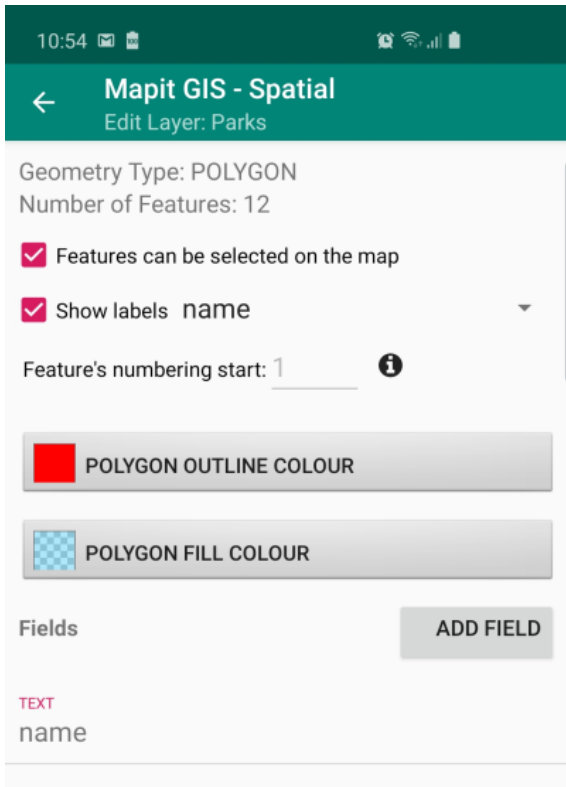 10:54
Mapit GIS - Spatial
Edit Layer: Parks
Geometry Type: POLYGON
Number of Features: 12
Features can be selected on the map
Show labels name
Feature's numbering start: 1
POLYGON OUTLINE COLOUR
POLYGON FILL COLOUR
Fields ADD FIELD
TEXT
name